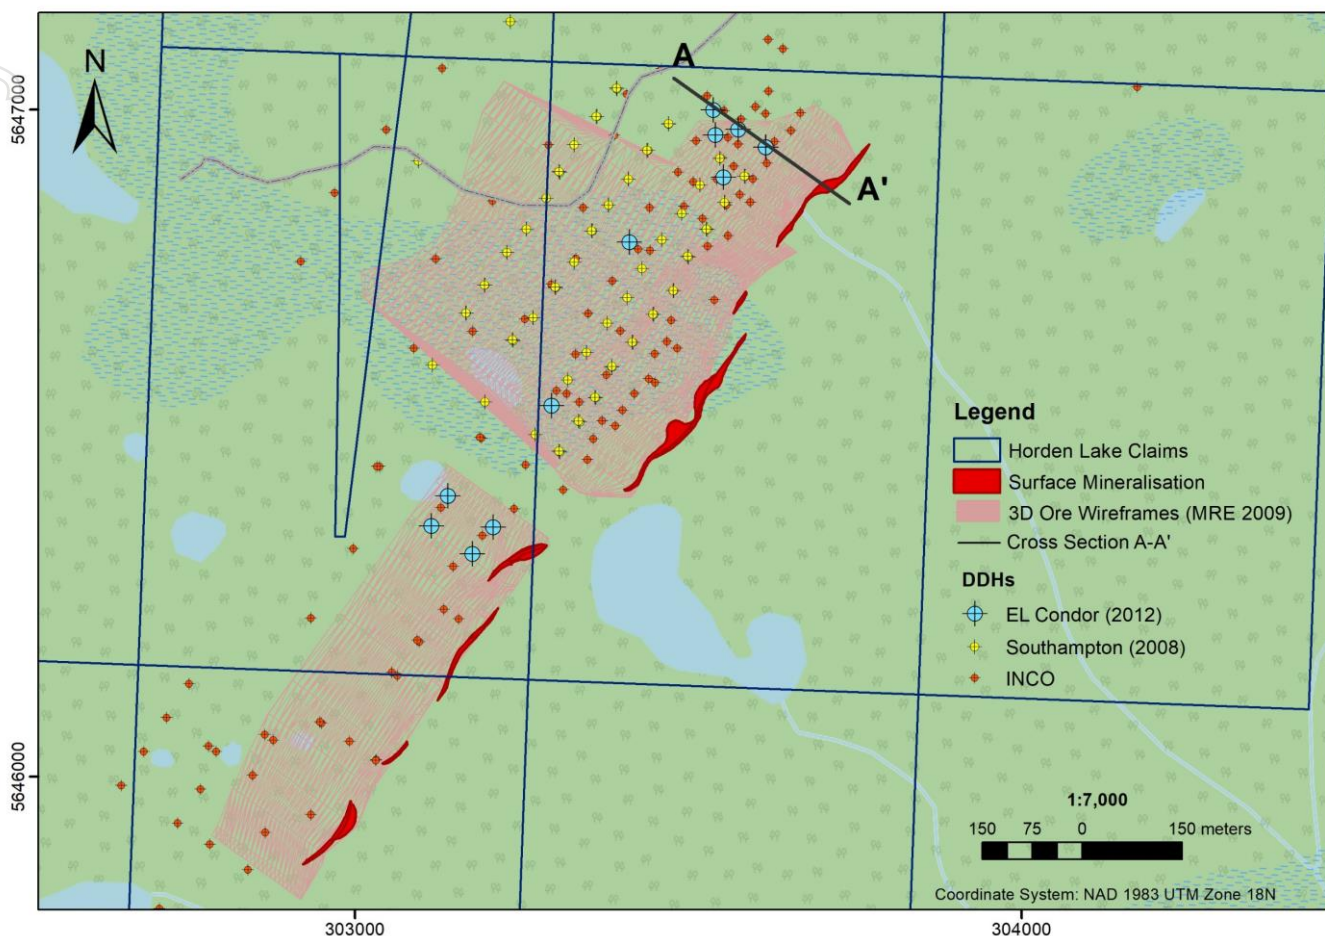 A
N
5647000
A'
Legend
Horden Lake Claims
Surface Mineralisation
3D Ore Wireframes (MRE 2009)
Cross Section A-A'
DDHs
EL Condor (2012)
Southampton (2008)
INCO
5646000
1:7,000
150 75 0 150 meters
Coordinate System: NAD 1983 UTM Zone 18N
303000 304000